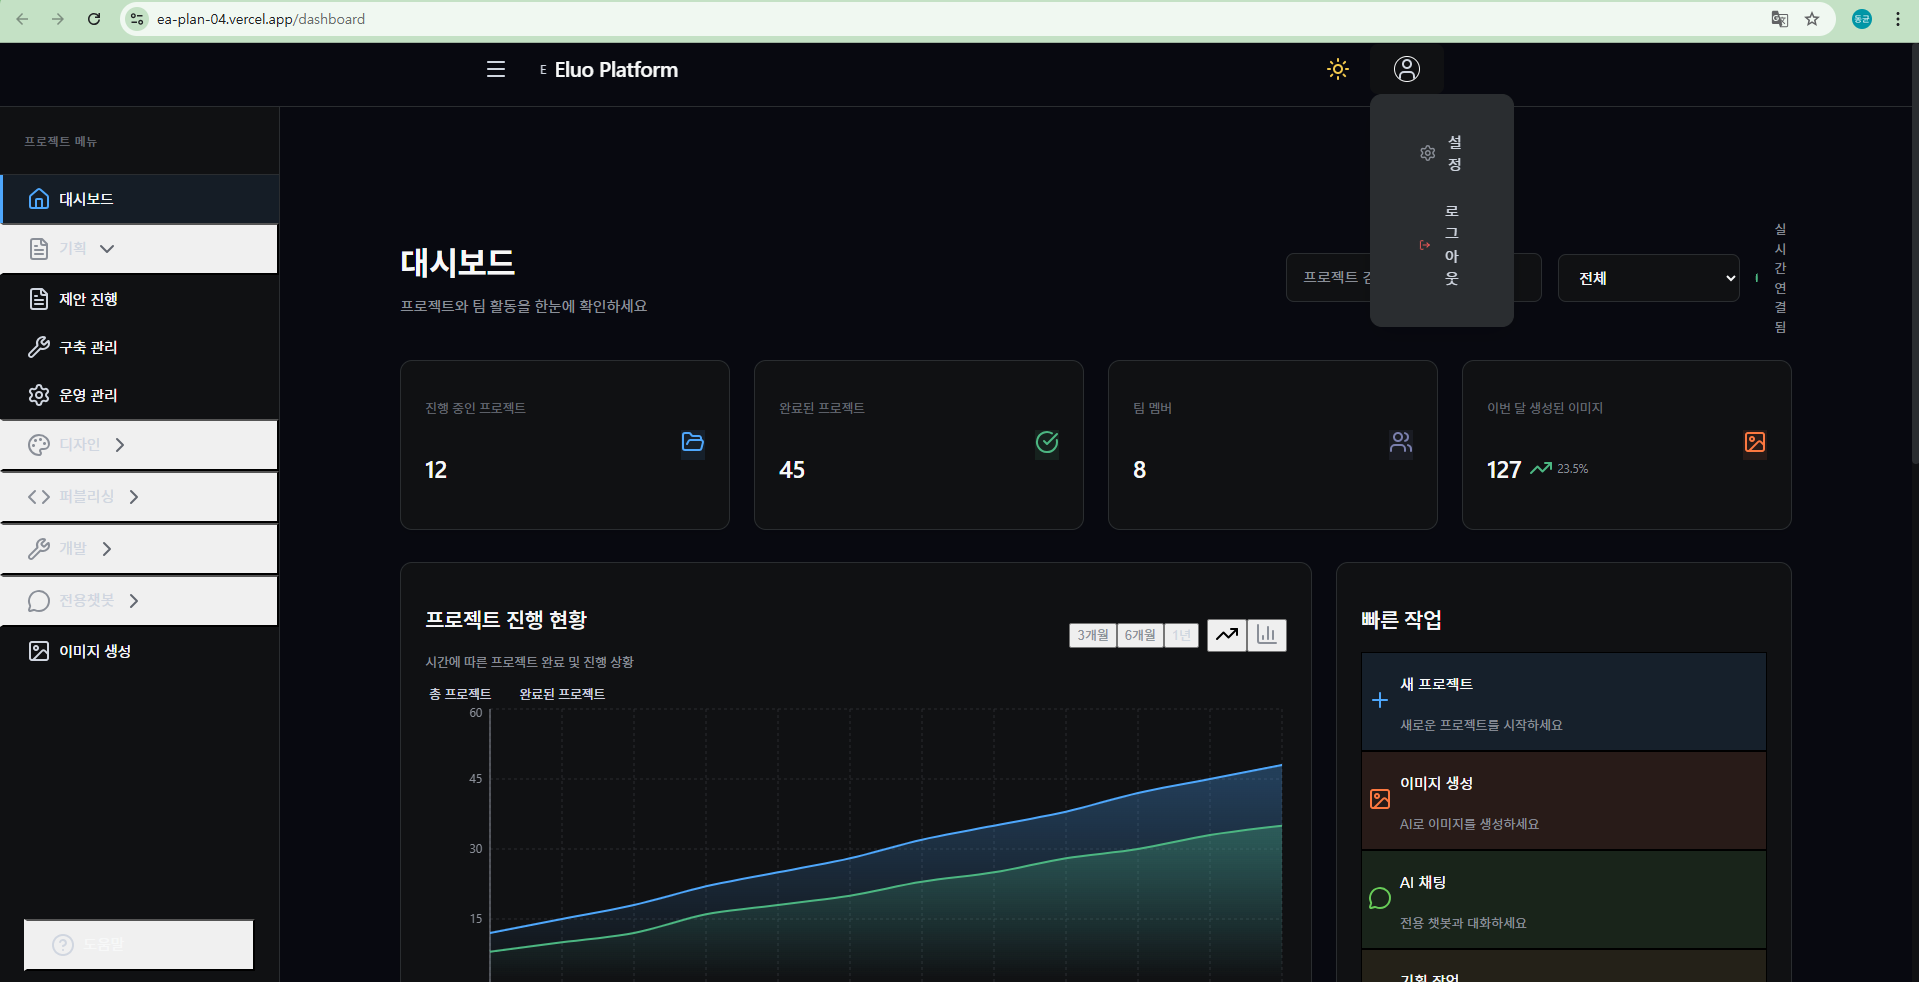 ea-plan-04.vercel.app/dashboard
동균
E Eluo Platform
프로젝트 메뉴
대시보드
기획
제안 진행
구축 관리
운영 관리
디자인
퍼블리싱
개발
전용챗봇
이미지 생성
도움말
설
정
로
그
아
웃
대시보드
프로젝트와 팀 활동을 한눈에 확인하세요
프로젝트
전체
실
시
간
연
결
됨
진행 중인 프로젝트
12
완료된 프로젝트
45
팀 멤버
8
이번 달 생성된 이미지
127 23.5%
프로젝트 진행 현황
시간에 따른 프로젝트 완료 및 진행 상황
3개월 6개월 1년
총 프로젝트 완료된 프로젝트
60
45
30
15
빠른 작업
새 프로젝트
새로운 프로젝트를 시작하세요
이미지 생성
AI로 이미지를 생성하세요
AI 채팅
전용 챗봇과 대화하세요
기획 작업